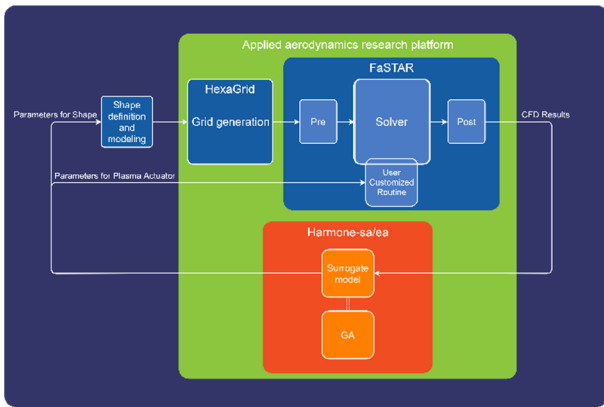 Applied aerodynamics research platform
FaSTAR
HexaGrid
Parameters for Shape
Shape
definition
and
modeling
Grid generation
Pre
Solver
Post
CFD Results
Parameters for Plasma Actuator
User
Customized
Routine
Harmone-sa/ea
Surrogate
model
GA